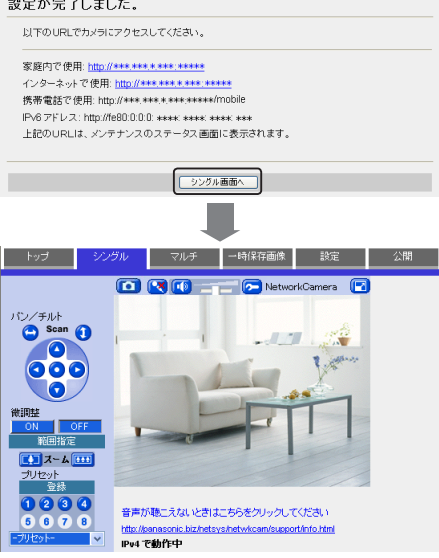 設定が完了しました。
以下のURLでカメラにアクセスしてください。
家庭内で使用: http://***.***.*.***:*****
インターネットで使用: http://***.***.*.***:*****
携帯電話で使用: http://***.***.*.***:*****/mobile
IPv6 アドレス: http://fe80:0:0:0: ****: ****: ****: ***
上記のURLは、メンテナンスのステータス画面に表示されます。
シングル画面へ
トップ シングル マルチ 一時保存画像 設定 公開
NetworkCamera
パン／チルト
Scan
微調整
ON OFF
範囲指定
ズーム
プリセット
登録
1 2 3 4
5 6 7 8
-プリセット-
音声が聴こえないときはこちらをクリックしてください
http://panasonic.biz/netsys/netwkcam/support/info.html
IPv4 で動作中